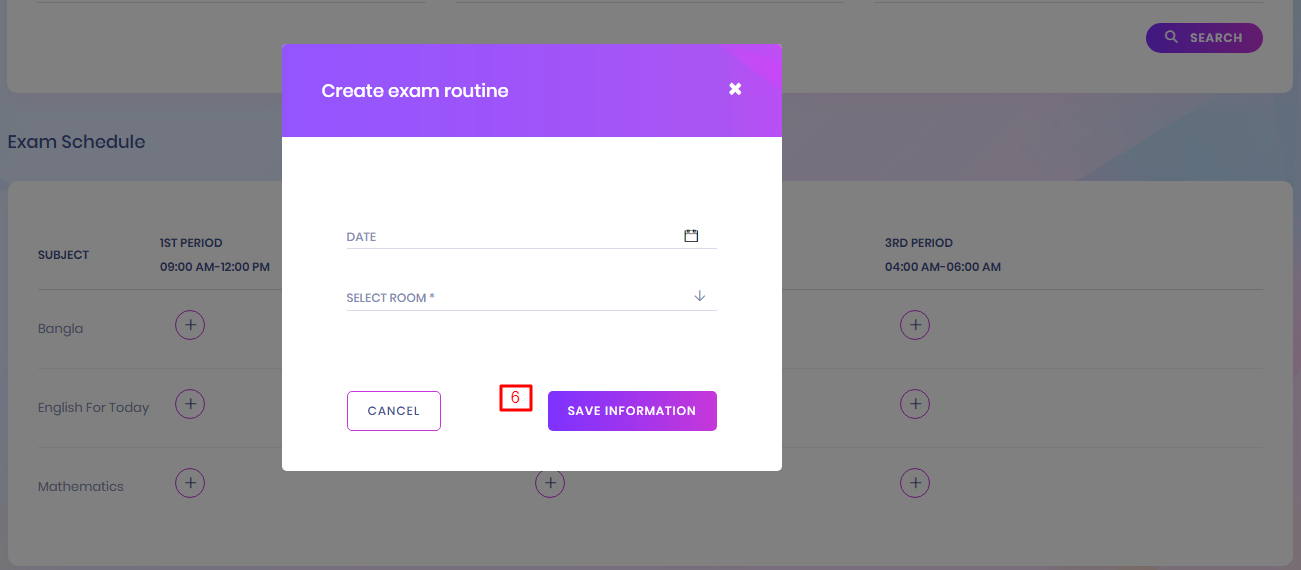 SEARCH
Create exam routine
Exam Schedule
DATE
SELECT ROOM *
6
CANCEL
SAVE INFORMATION
SUBJECT
1ST PERIOD
09:00 AM-12:00 PM
3RD PERIOD
04:00 AM-06:00 AM
Bangla
English For Today
Mathematics